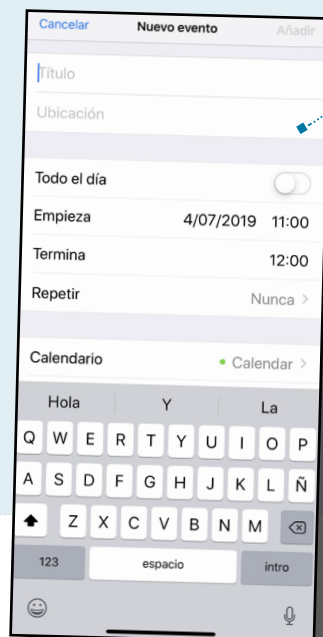 Cancelar Nuevo evento Añadir
Título
Ubicación
Todo el día
Empieza 4/07/2019 11:00
Termina 12:00
Repetir Nunca >
Calendario • Calendar >
Hola Y La
Q W E R T Y U I O P
A S D F G H J K L Ñ
Z X C V B N M
123 espacio intro